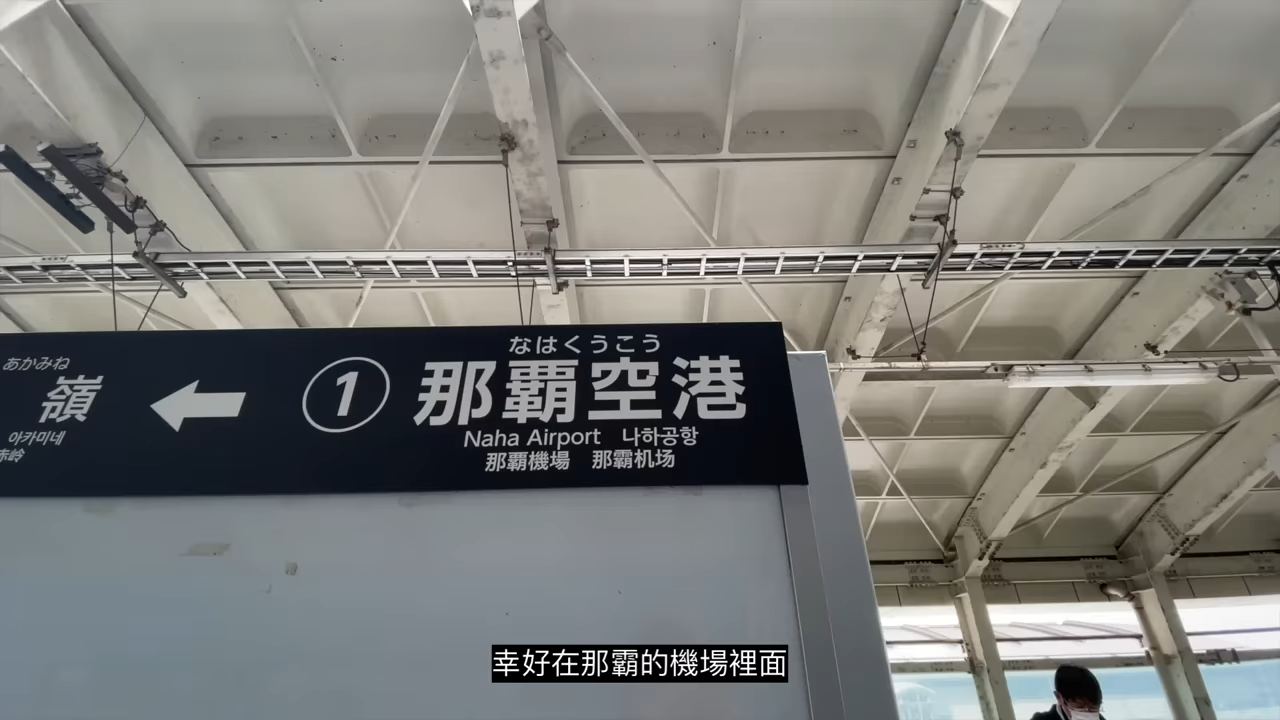 あかみね
嶺
아카미네
赤岭
①
なはくうこう
那覇空港
Naha Airport 나하공항
那覇機場 那霸机场
幸好在那霸的機場裡面